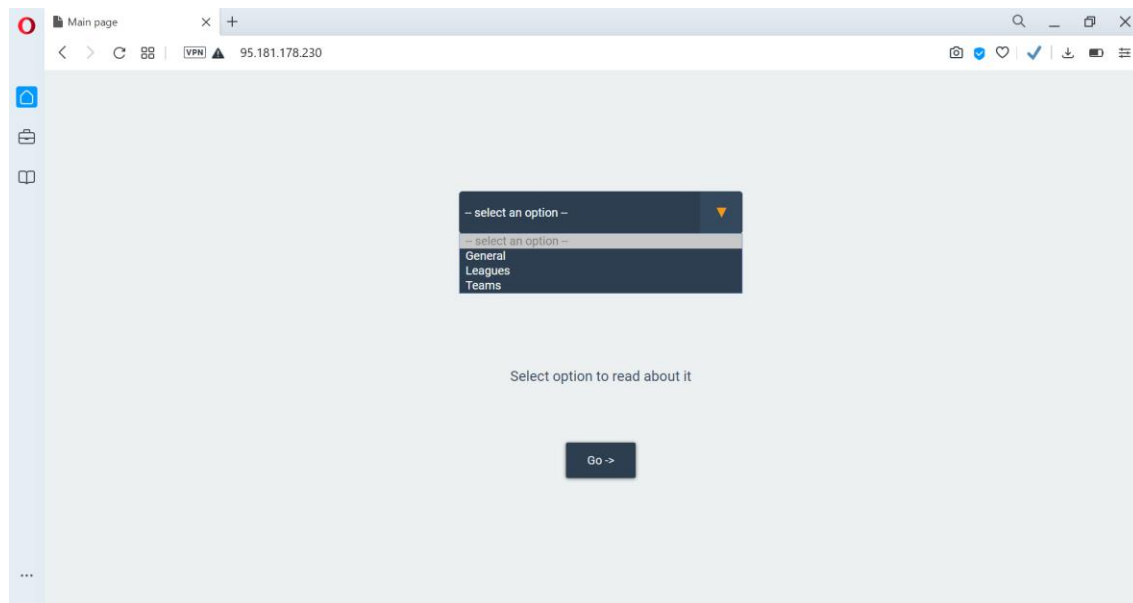 Main page
VPN 95.181.178.230
– select an option –
– select an option –
General
Leagues
Teams
Select option to read about it
Go ->